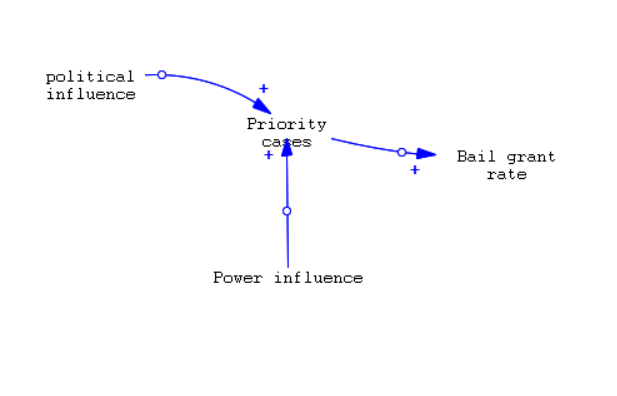 political
influence
+
Priority
cases
+
Bail grant
rate
+
Power influence